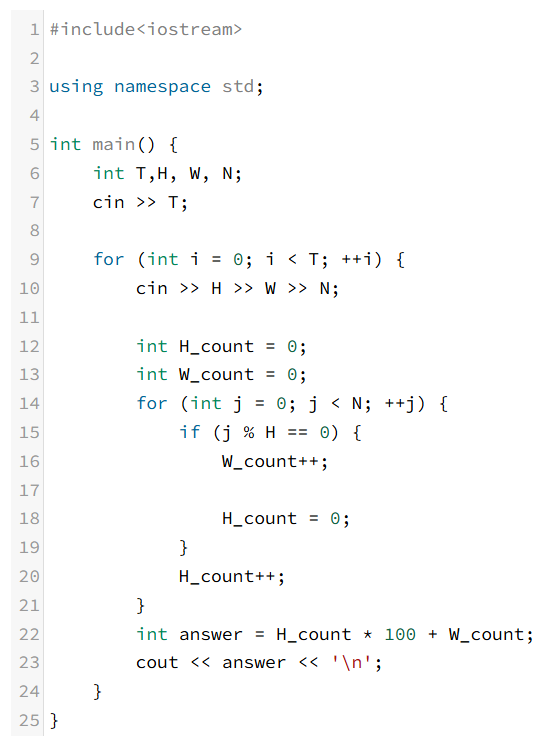 1 #include<iostream>
2
3 using namespace std;
4
5 int main() {
6     int T,H, W, N;
7     cin >> T;
8
9     for (int i = 0; i < T; ++i) {
10         cin >> H >> W >> N;
11
12         int H_count = 0;
13         int W_count = 0;
14         for (int j = 0; j < N; ++j) {
15             if (j % H == 0) {
16                 W_count++;
17
18                 H_count = 0;
19             }
20             H_count++;
21         }
22         int answer = H_count * 100 + W_count;
23         cout << answer << '\n';
24     }
25 }